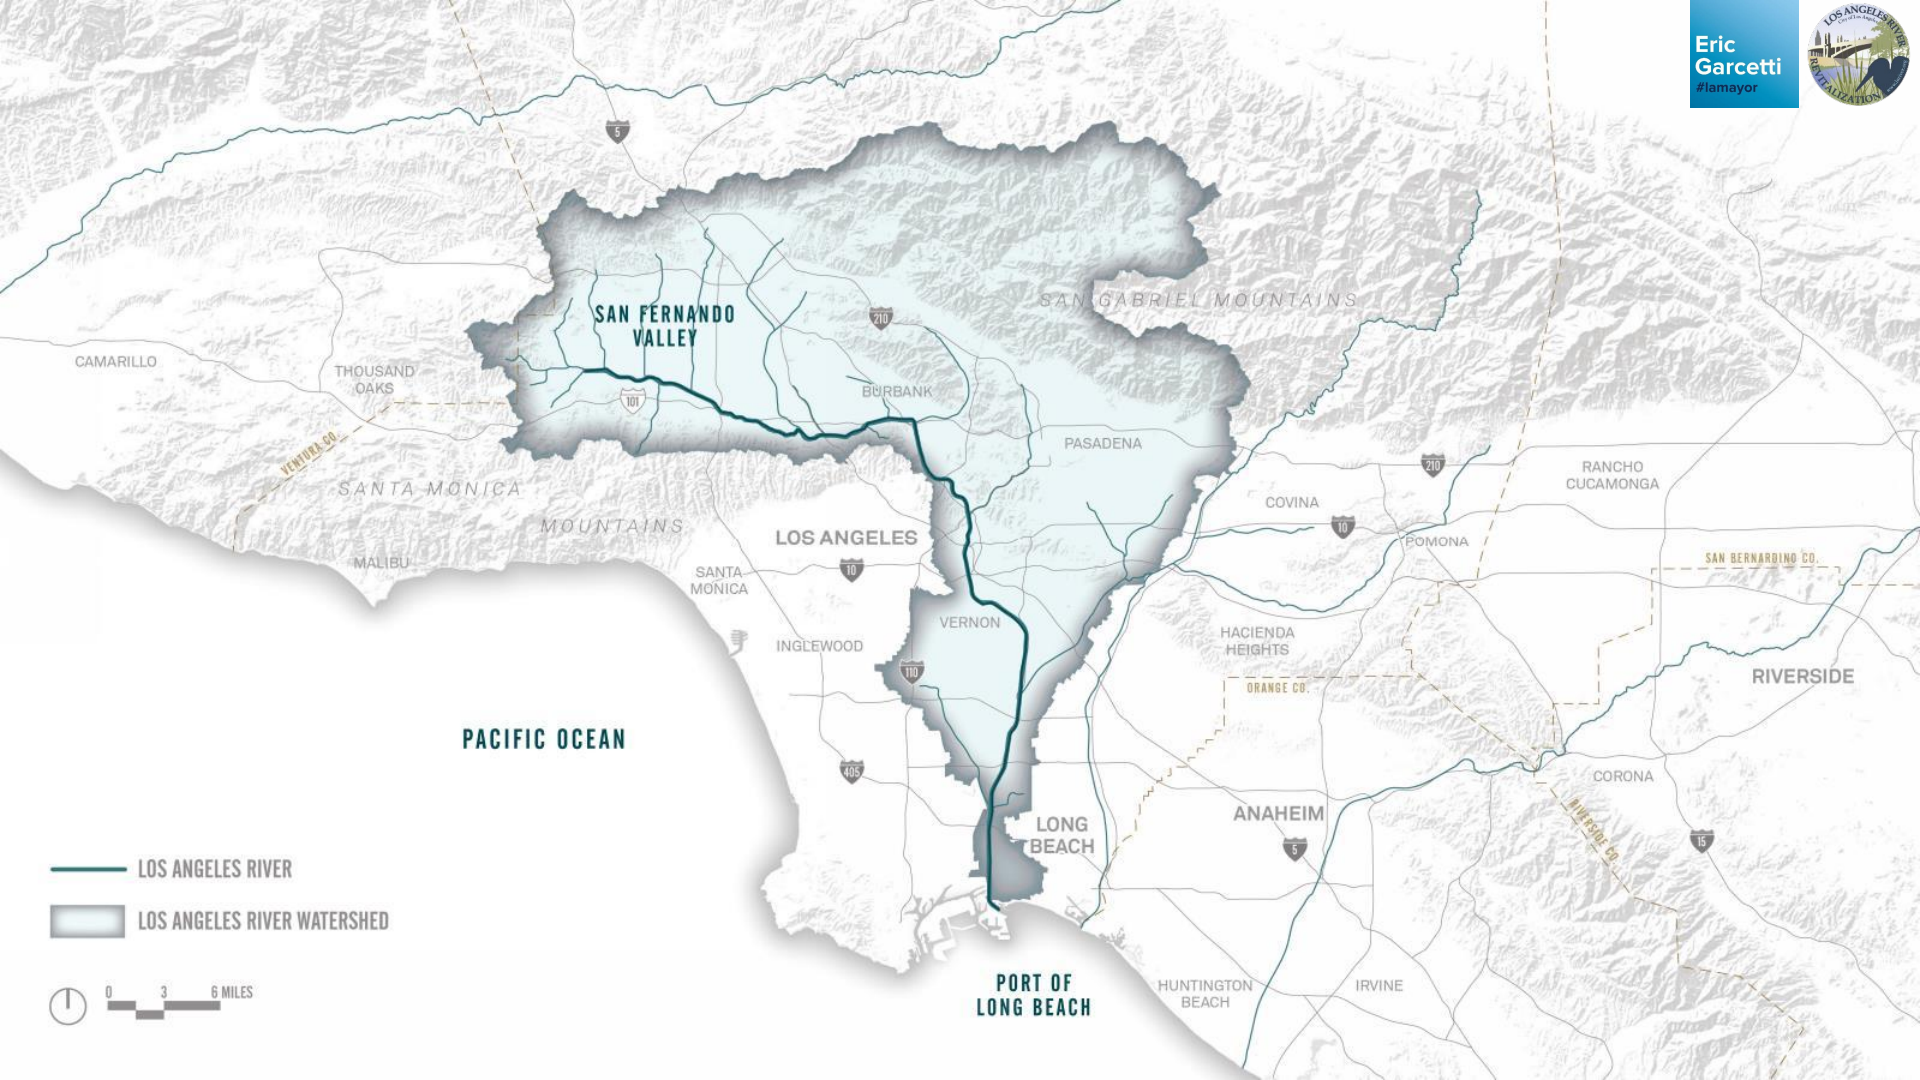 Eric
Garcetti
#lamayor
LOS ANGELES RIVER
REVITALIZATION
5
SAN GABRIEL MOUNTAINS
SAN FERNANDO
VALLEY
210
CAMARILLO
THOUSAND
OAKS
101
BURBANK
VENTURA CO.
PASADENA
210
RANCHO
CUCAMONGA
SANTA MONICA
MOUNTAINS
COVINA
10
POMONA
LOS ANGELES
10
MALIBU
SANTA
MONICA
SAN BERNARDINO CO.
VERNON
HACIENDA
HEIGHTS
INGLEWOOD
110
ORANGE CO.
RIVERSIDE
PACIFIC OCEAN
405
CORONA
LONG
BEACH
ANAHEIM
5
RIVERSIDE CO.
15
LOS ANGELES RIVER
LOS ANGELES RIVER WATERSHED
0 3 6 MILES
PORT OF
LONG BEACH
HUNTINGTON
BEACH
IRVINE